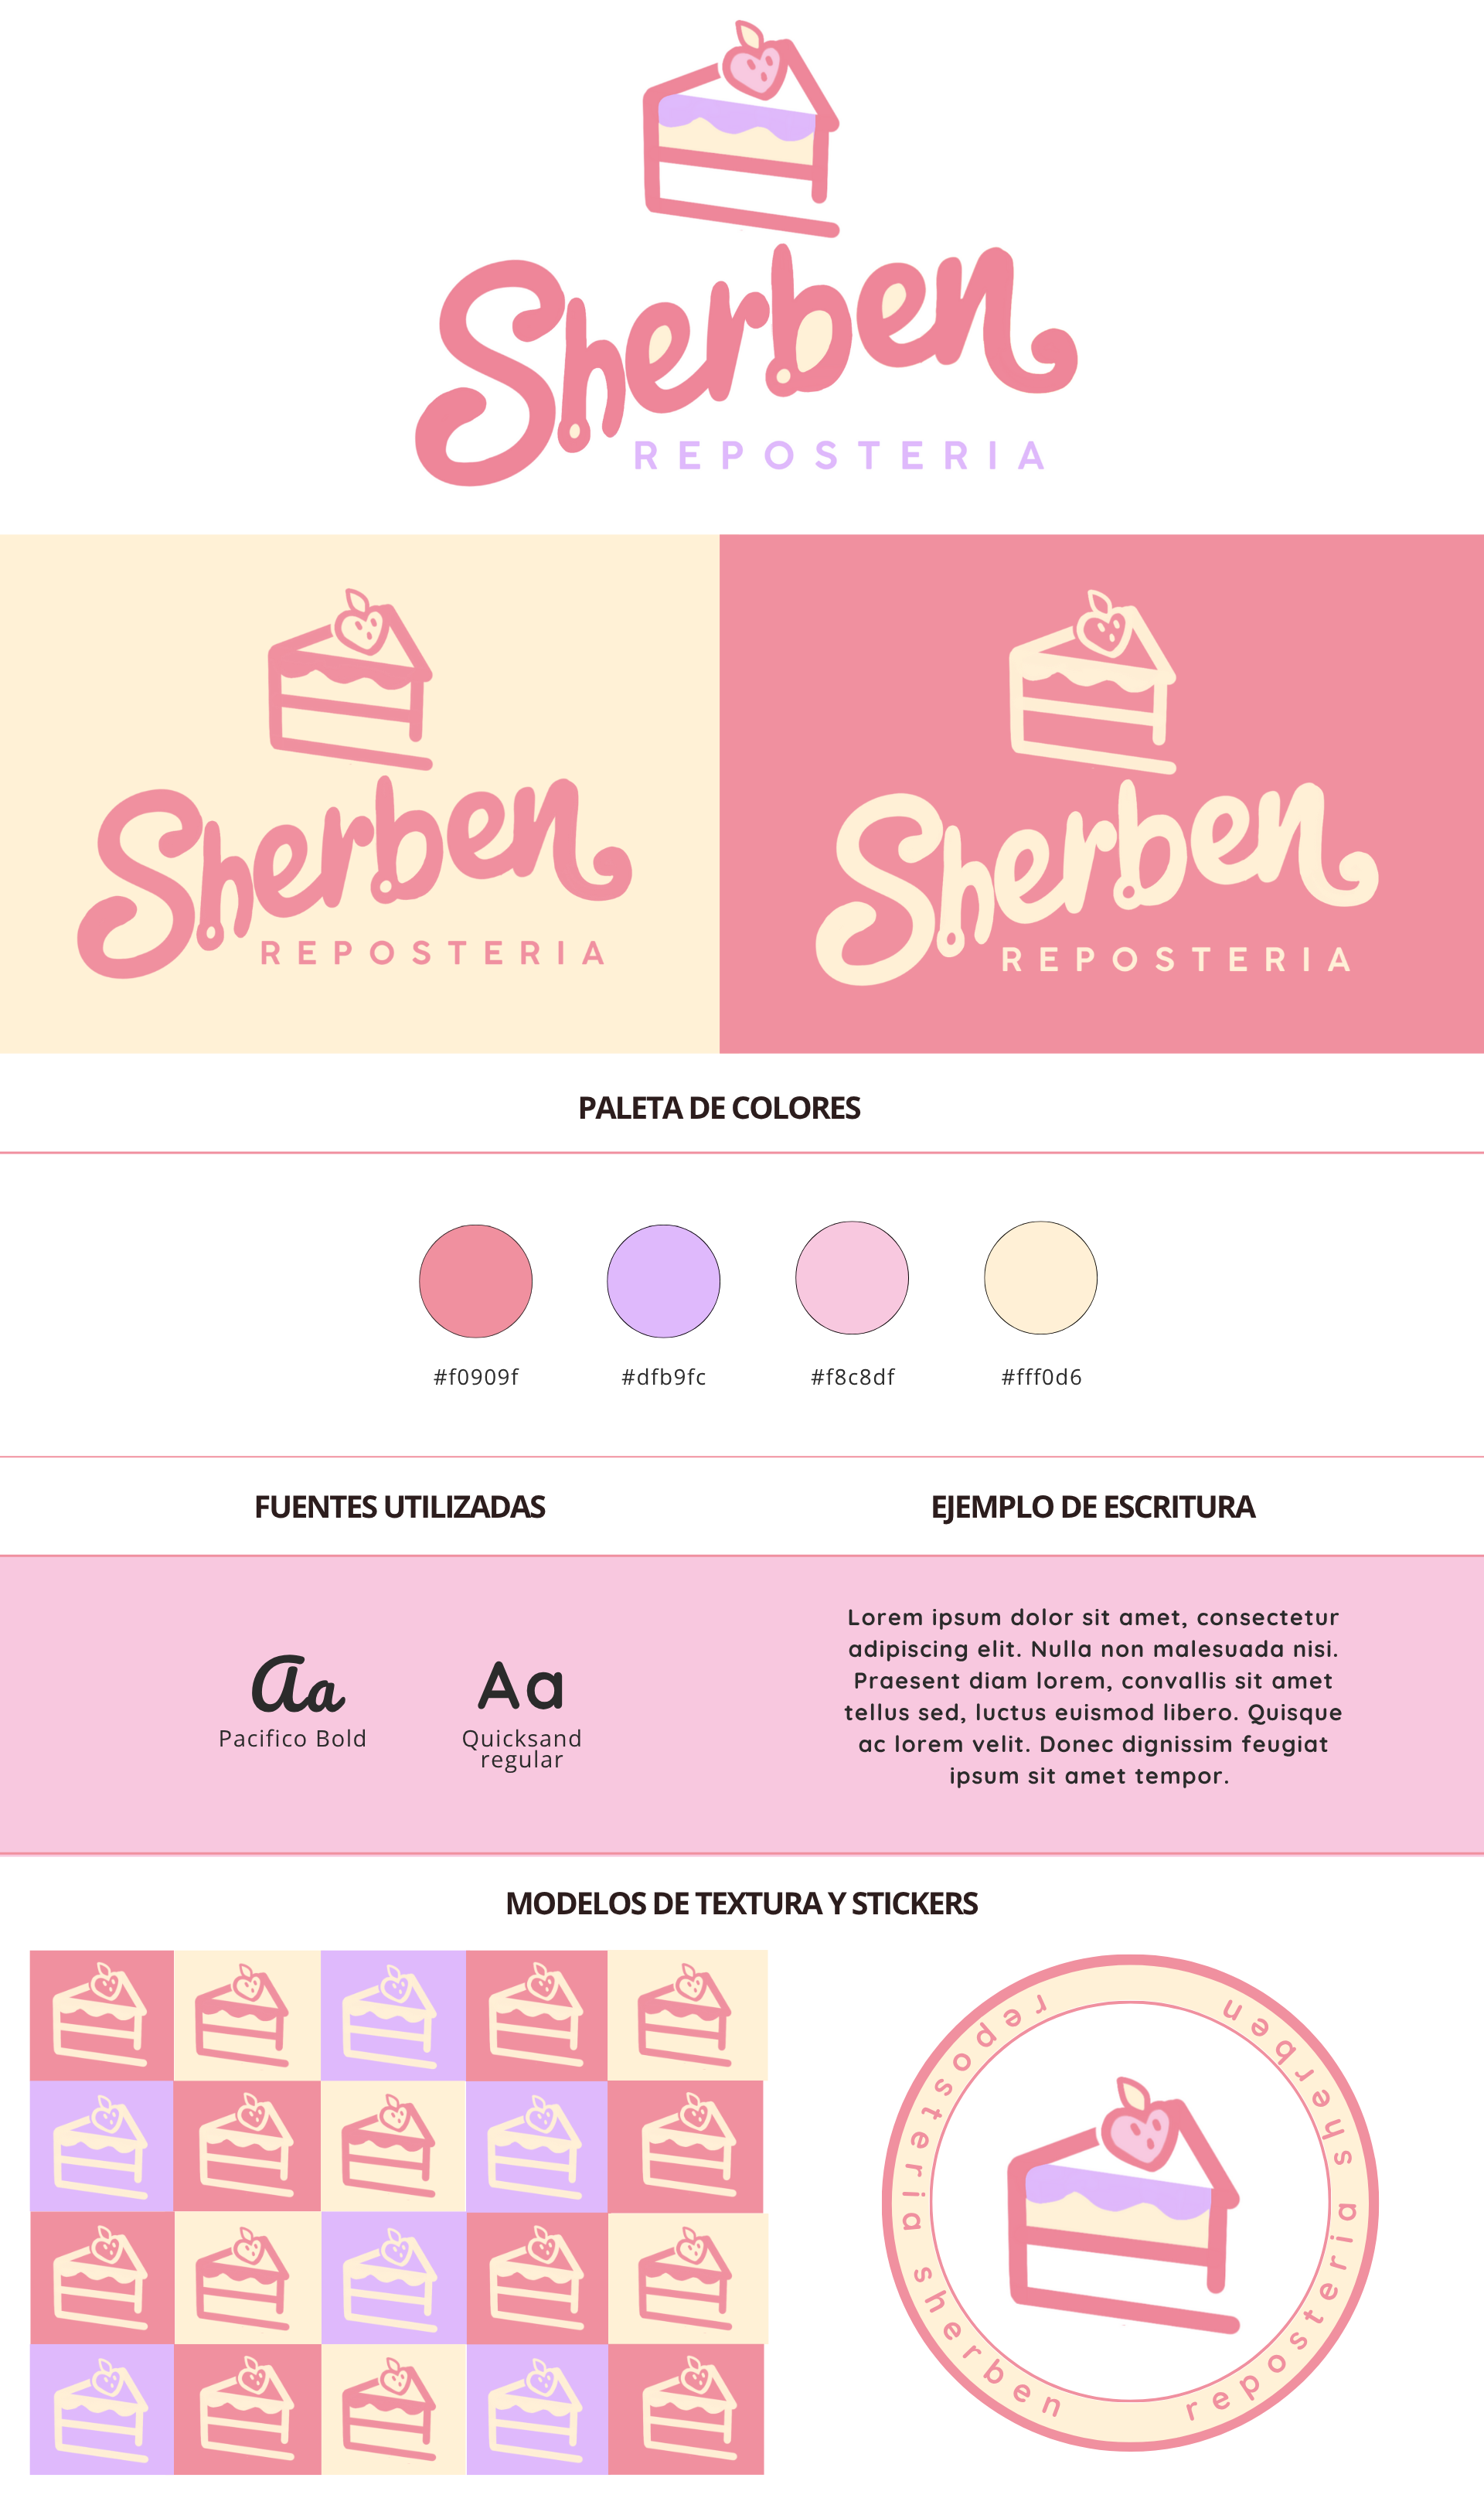 Sherben
REPOSTERIA
Sherben
REPOSTERIA
Sherben
REPOSTERIA
PALETA DE COLORES
#f0909f
#dfb9fc
#f8c8df
#fff0d6
FUENTES UTILIZADAS
EJEMPLO DE ESCRITURA
Aa
Pacifico Bold
Aa
Quicksand
regular
Lorem ipsum dolor sit amet, consectetur
adipiscing elit. Nulla non malesuada nisi.
Praesent diam lorem, convallis sit amet
tellus sed, luctus euismod libero. Quisque
ac lorem velit. Donec dignissim feugiat
ipsum sit amet tempor.
MODELOS DE TEXTURA Y STICKERS
reposteria sherben
reposteria sherben